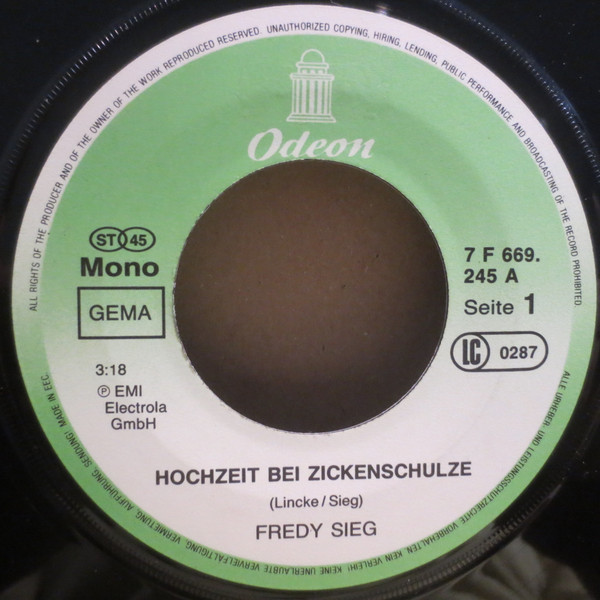 ALL RIGHTS OF THE PRODUCER AND OF THE OWNER OF THE WORK REPRODUCED RESERVED. UNAUTHORIZED COPYING, HIRING, LENDING, PUBLIC PERFORMANCE AND BROADCASTING OF THE RECORD PROHIBITED.
Odeon
ST 45
Mono
GEMA
3:18
℗ EMI
Electrola
GmbH
7 F 669.
245 A
Seite 1
LC 0287
HOCHZEIT BEI ZICKENSCHULZE
(Lincke / Sieg)
FREDY SIEG
ALLE URHEBER UND LEISTUNGSSCHUTZRECHTE VORBEHALTEN. KEIN VERLEIH! KEINE UNERLAUBTE VERVIELFÄLTIGUNG, VERMIETUNG, AUFFÜHRUNG, SENDUNG! MADE IN EEC.